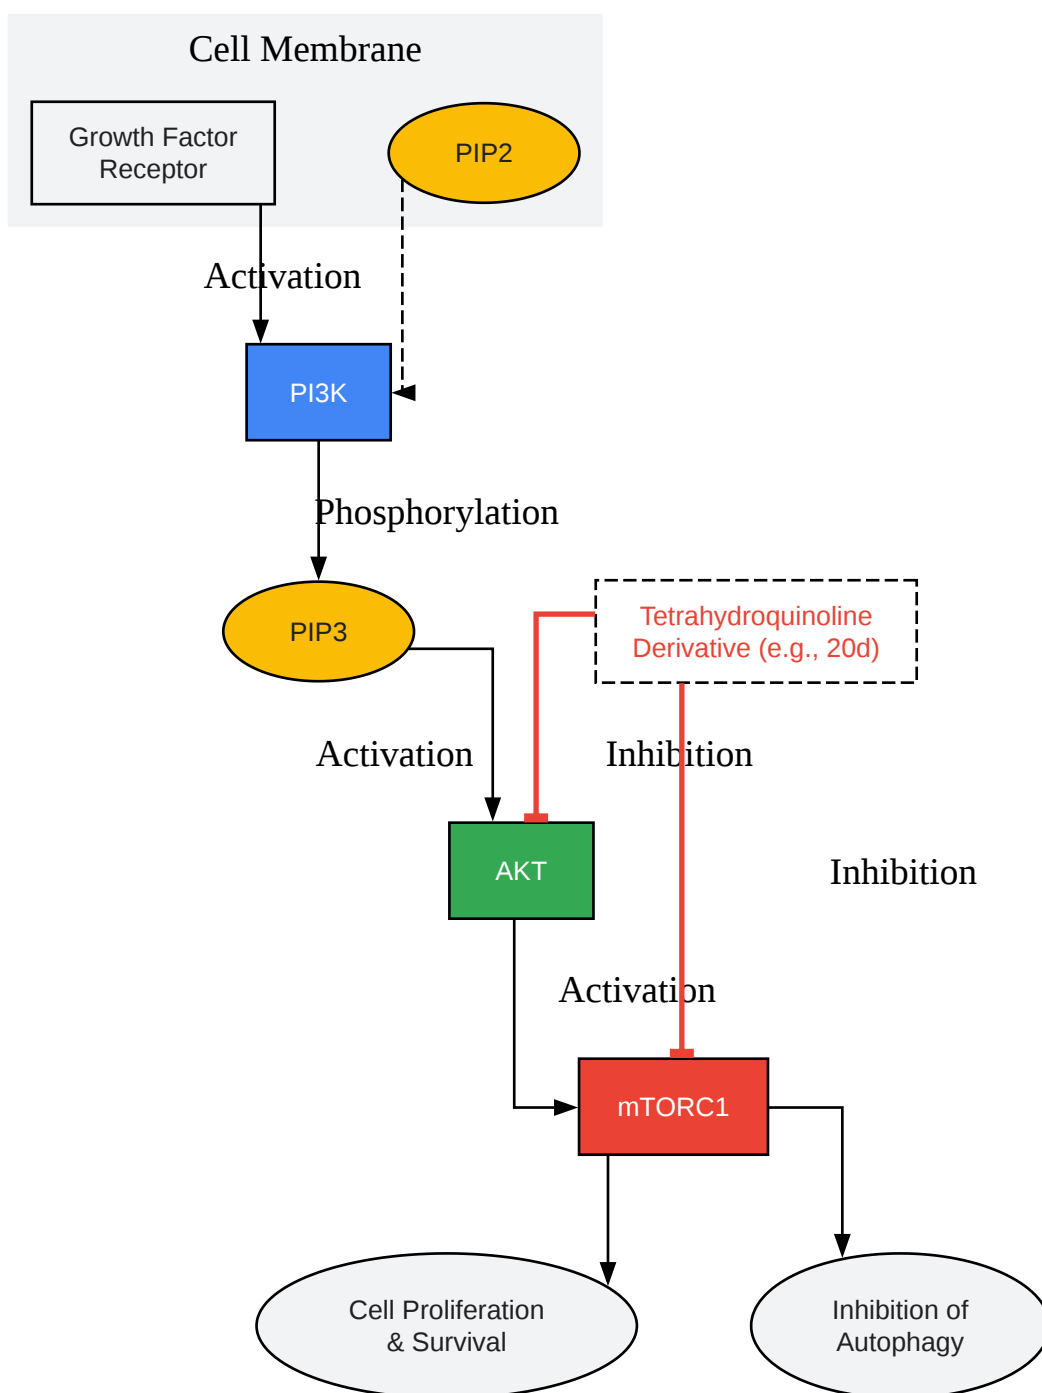 Cell Membrane
Growth Factor
Receptor
PIP2
Activation
PI3K
Phosphorylation
PIP3
Tetrahydroquinoline
Derivative (e.g., 20d)
Activation
Inhibition
AKT
Inhibition
Activation
mTORC1
Cell Proliferation
& Survival
Inhibition of
Autophagy